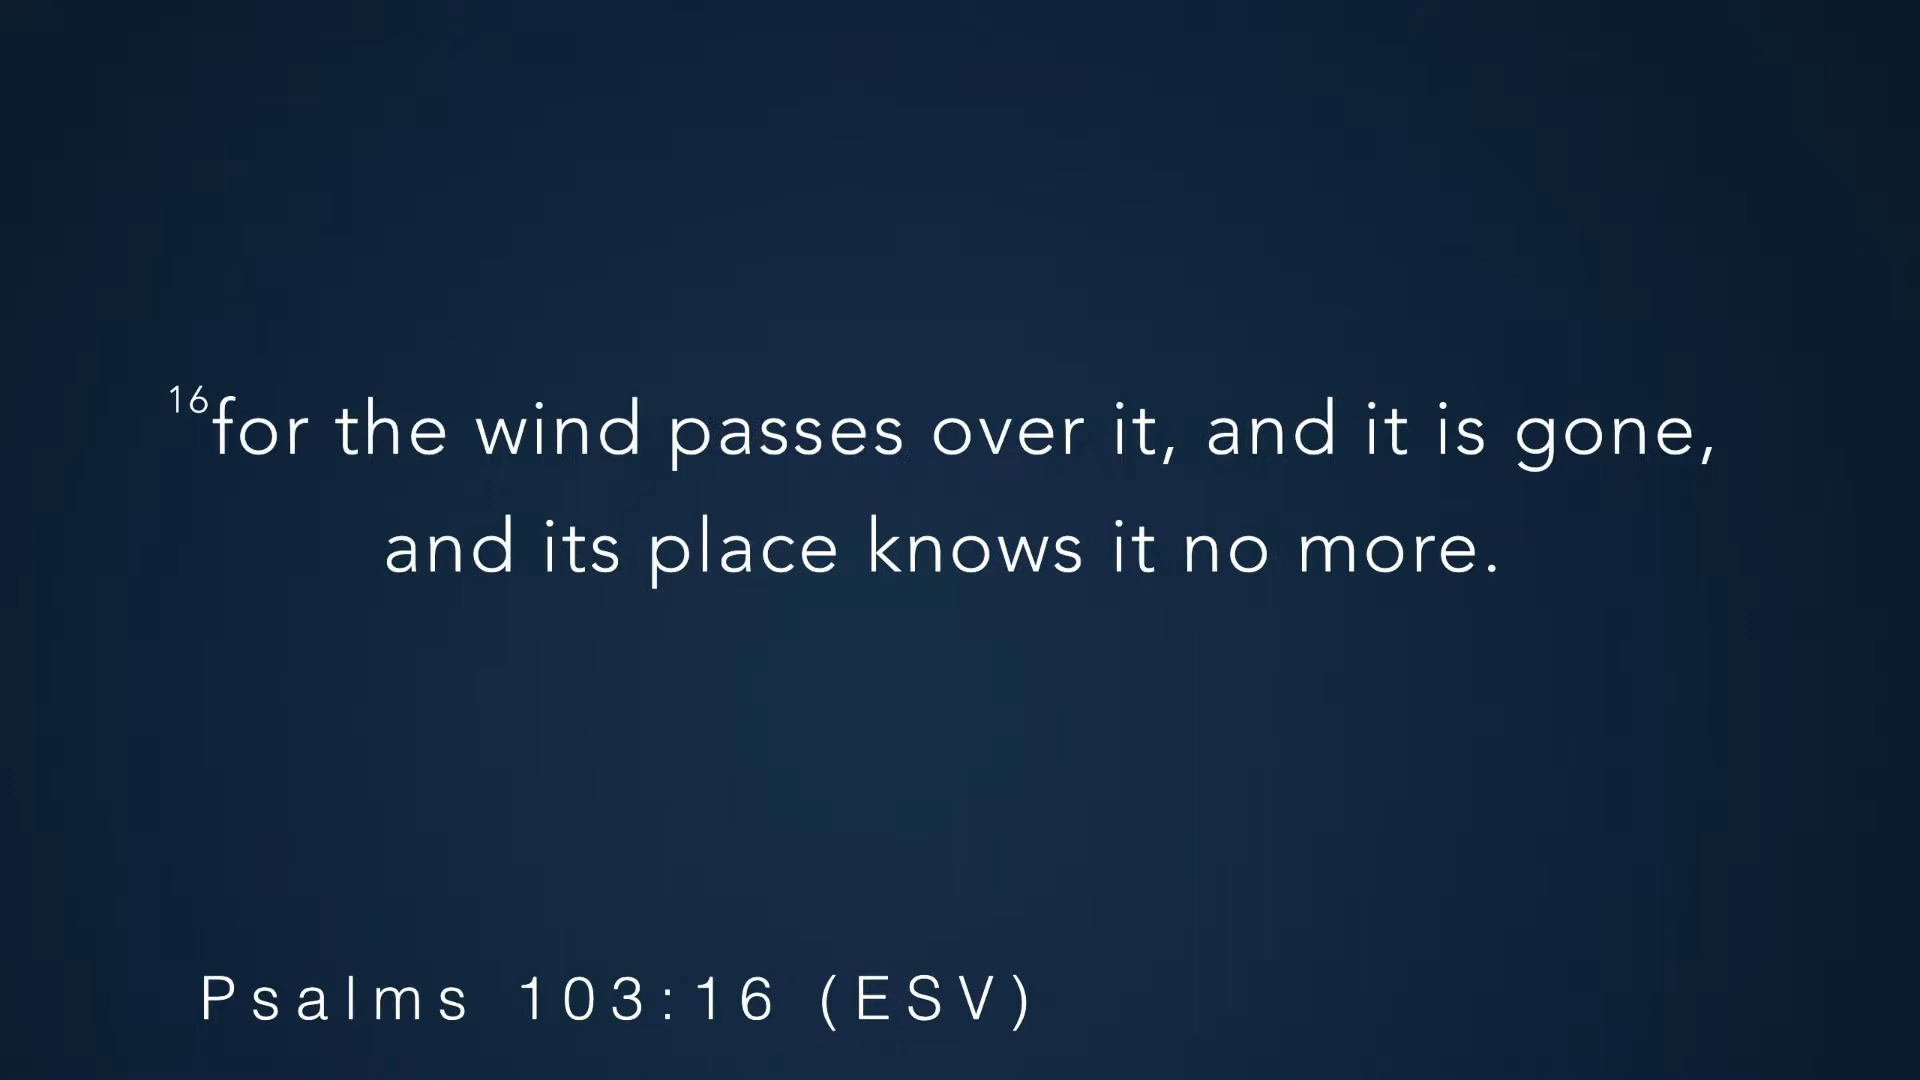 16for the wind passes over it, and it is gone,
and its place knows it no more.
Psalms 103:16 (ESV)